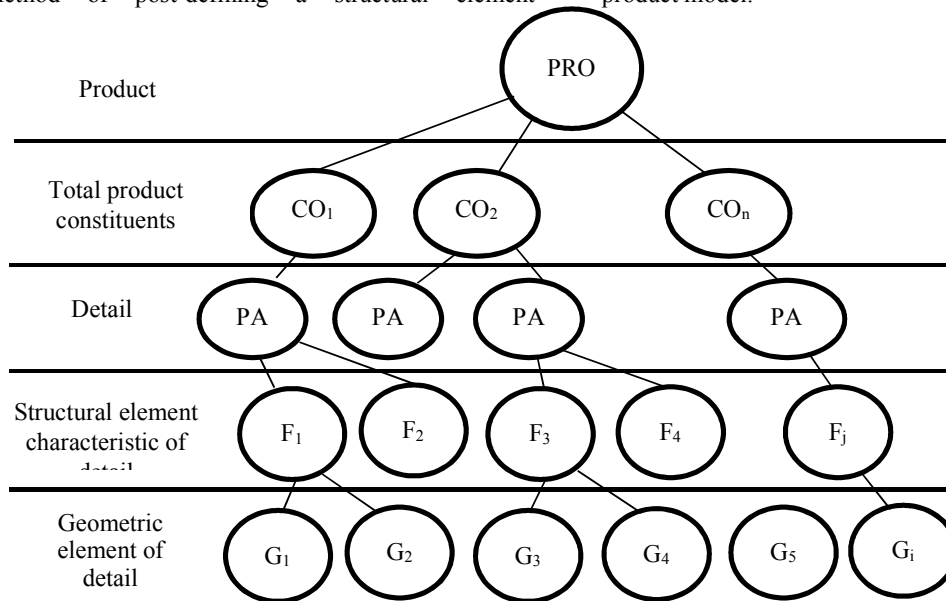 method of post-defining a structural element product model.
PRO
Product
Total product
constituents
CO₁ CO₂ COₙ
Detail
PA PA PA PA
Structural element
characteristic of
detail
F₁ F₂ F₃ F₄ Fⱼ
Geometric
element of
detail
G₁ G₂ G₃ G₄ G₅ Gᵢ